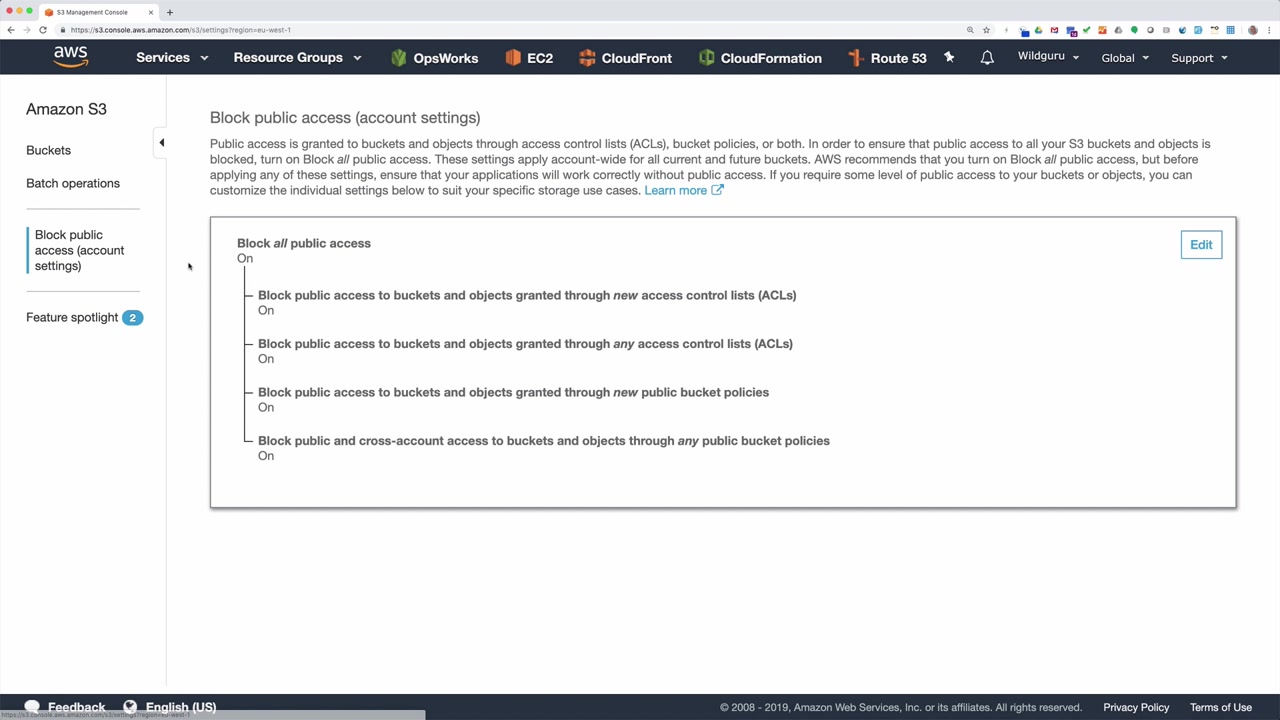 S3 Management Console
https://s3.console.aws.amazon.com/s3/settings?region=eu-west-1
aws
Services
Resource Groups
OpsWorks
EC2
CloudFront
CloudFormation
Route 53
Wildguru
Global
Support
Amazon S3
Buckets
Batch operations
Block public
access (account
settings)
Feature spotlight 2
Block public access (account settings)
Public access is granted to buckets and objects through access control lists (ACLs), bucket policies, or both. In order to ensure that public access to all your S3 buckets and objects is
blocked, turn on Block all public access. These settings apply account-wide for all current and future buckets. AWS recommends that you turn on Block all public access, but before
applying any of these settings, ensure that your applications will work correctly without public access. If you require some level of public access to your buckets or objects, you can
customize the individual settings below to suit your specific storage use cases. Learn more
Block all public access
On
Edit
Block public access to buckets and objects granted through new access control lists (ACLs)
On
Block public access to buckets and objects granted through any access control lists (ACLs)
On
Block public access to buckets and objects granted through new public bucket policies
On
Block public and cross-account access to buckets and objects through any public bucket policies
On
Feedback
English (US)
© 2008 - 2019, Amazon Web Services, Inc. or its affiliates. All rights reserved.
Privacy Policy
Terms of Use
https://s3.console.aws.amazon.com/s3/settings?region=eu-west-1